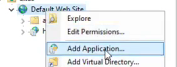 Default Web Site
Explore
Edit Permissions...
Add Application...
Add Virtual Directory...